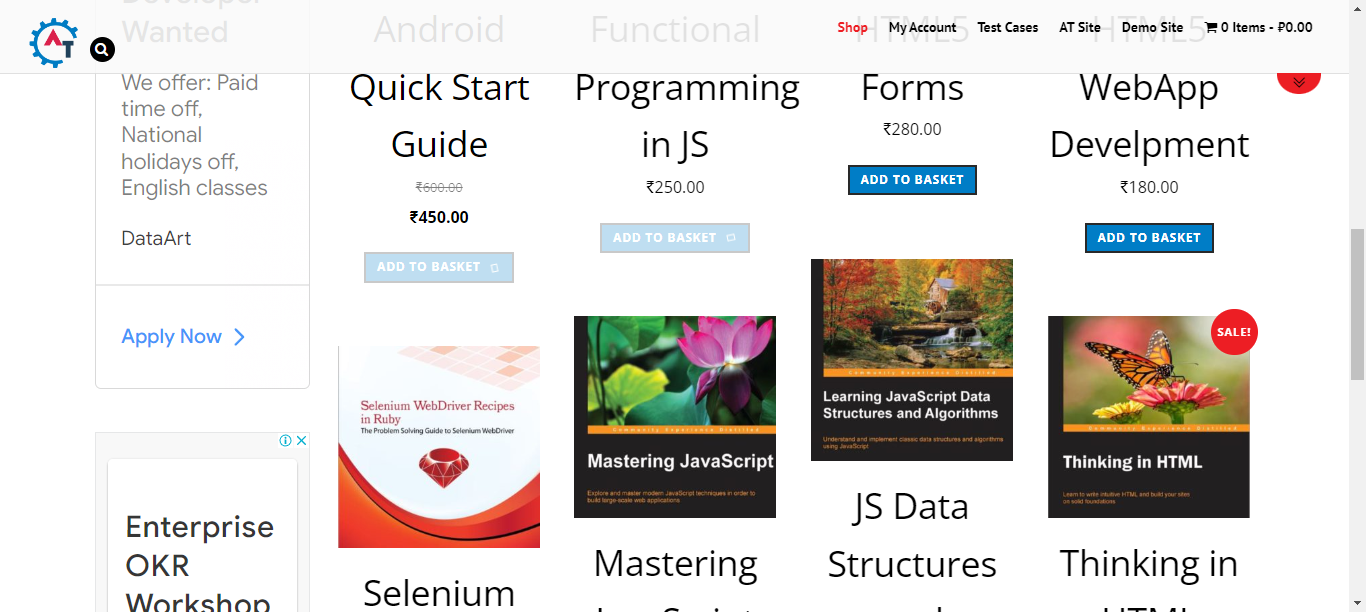 AT
Shop
My Account
Test Cases
AT Site
Demo Site
0 Items - ₽0.00
Developer
Wanted
We offer: Paid
time off,
National
holidays off,
English classes
DataArt
Apply Now
Enterprise
OKR
Workshop
Android
Quick Start
Guide
₹600.00
₹450.00
ADD TO BASKET
Functional
Programming
in JS
₹250.00
ADD TO BASKET
HTML5
Forms
₹280.00
ADD TO BASKET
HTML5
WebApp
Develpment
₹180.00
ADD TO BASKET
Selenium WebDriver Recipes
in Ruby
The Problem Solving Guide to Selenium WebDriver
Selenium
Community Experience Distilled
Mastering JavaScript
Explore and master modern JavaScript techniques in order to
build large-scale web applications
Mastering
JavaScript
Community Experience Distilled
Learning JavaScript Data
Structures and Algorithms
Understand and implement classic data structures and algorithms
using JavaScript
JS Data
Structures
and
SALE!
Community Experience Distilled
Thinking in HTML
Learn to write intuitive HTML and build your sites
on solid foundations
Thinking in
HTML